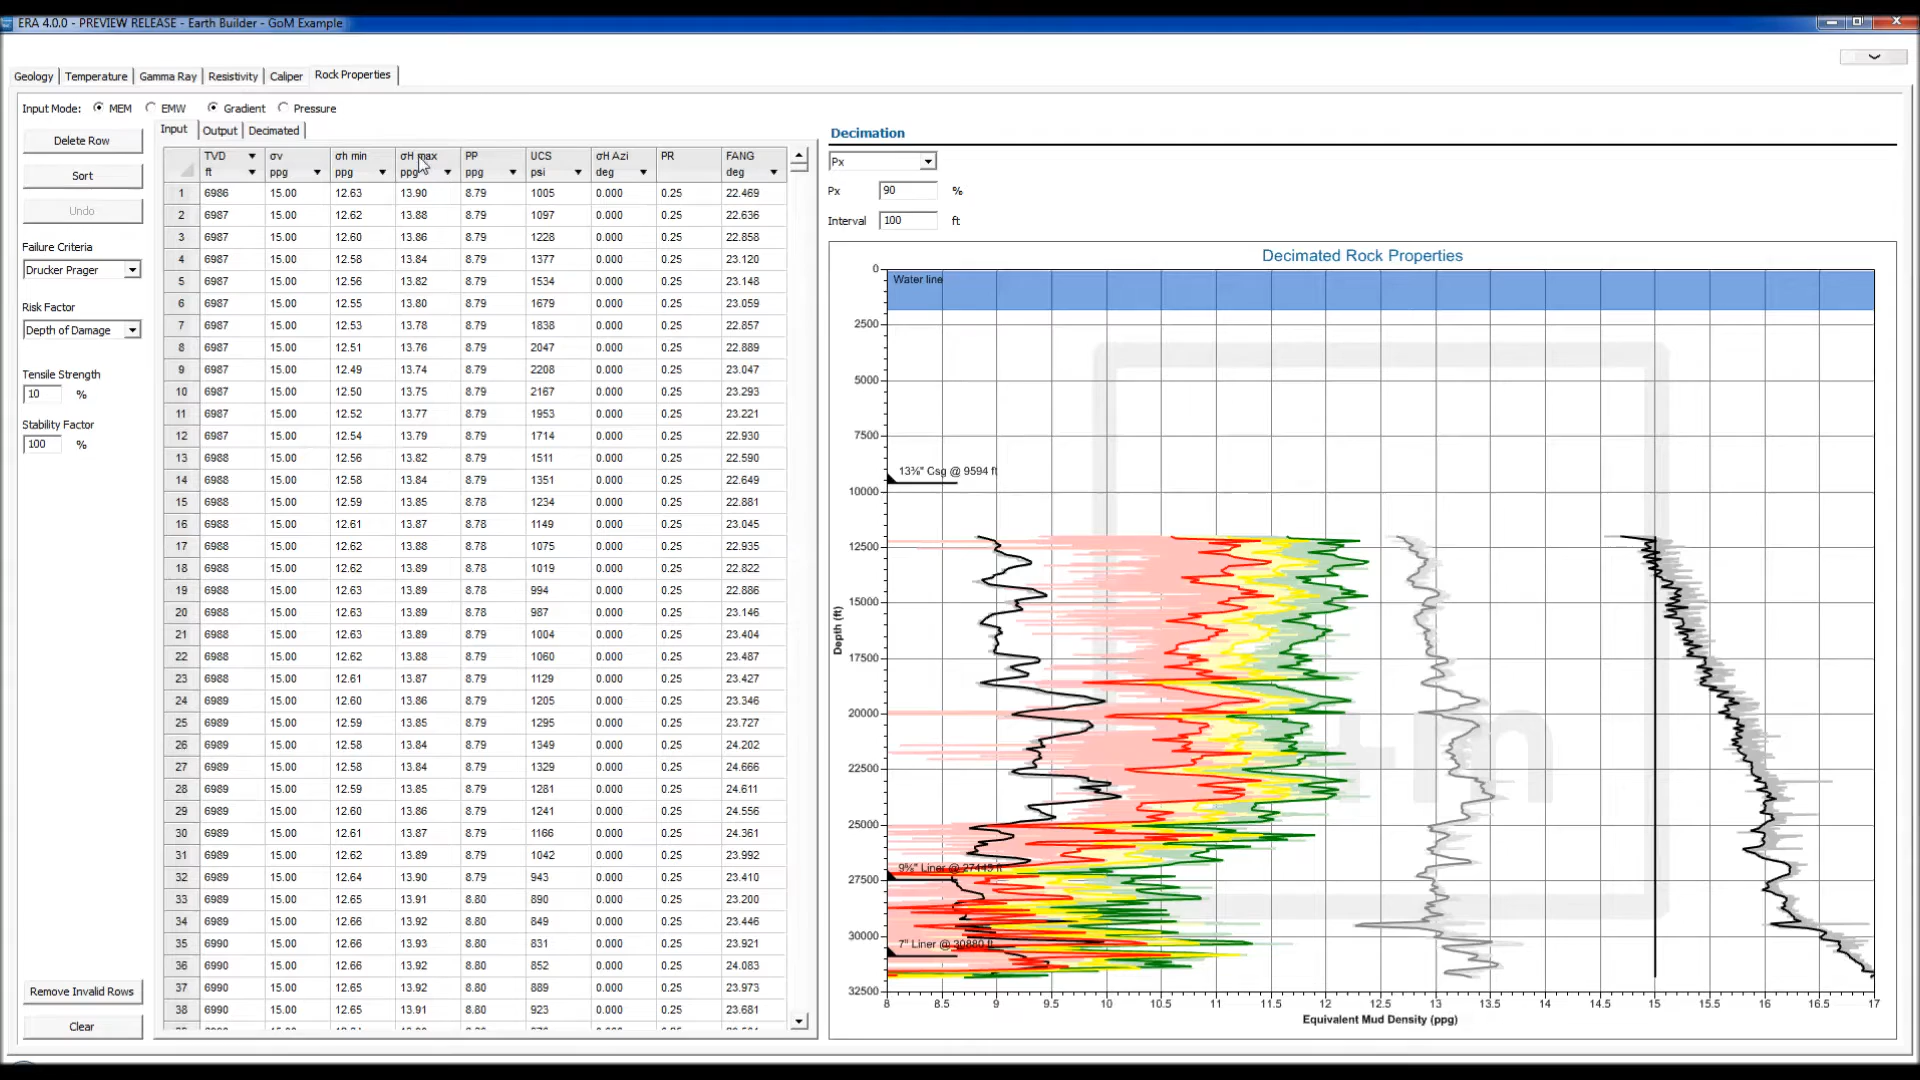 ERA 4.0.0 - PREVIEW RELEASE - Earth Builder - GoM Example
Geology Temperature Gamma Ray Resistivity Caliper Rock Properties
Input Mode: MEM EMW Gradient Pressure
Input Output Decimated
Delete Row
Sort
Undo
Failure Criteria
Drucker Prager
Risk Factor
Depth of Damage
Tensile Strength
10 %
Stability Factor
100 %
Remove Invalid Rows
Clear
TVD σv σh min σH max PP UCS σH Azi PR FANG
ft ppg ppg ppg ppg psi deg deg
1 6986 15.00 12.63 13.90 8.79 1005 0.000 0.25 22.469
2 6987 15.00 12.62 13.88 8.79 1097 0.000 0.25 22.636
3 6987 15.00 12.60 13.86 8.79 1228 0.000 0.25 22.858
4 6987 15.00 12.58 13.84 8.79 1377 0.000 0.25 23.120
5 6987 15.00 12.56 13.82 8.79 1534 0.000 0.25 23.148
6 6987 15.00 12.55 13.80 8.79 1679 0.000 0.25 23.059
7 6987 15.00 12.53 13.78 8.79 1838 0.000 0.25 22.857
8 6987 15.00 12.51 13.76 8.79 2047 0.000 0.25 22.889
9 6987 15.00 12.49 13.74 8.79 2208 0.000 0.25 23.047
10 6987 15.00 12.50 13.75 8.79 2167 0.000 0.25 23.293
11 6987 15.00 12.52 13.77 8.79 1953 0.000 0.25 23.221
12 6987 15.00 12.54 13.79 8.79 1714 0.000 0.25 22.930
13 6988 15.00 12.56 13.82 8.79 1511 0.000 0.25 22.590
14 6988 15.00 12.58 13.84 8.79 1351 0.000 0.25 22.649
15 6988 15.00 12.59 13.85 8.78 1234 0.000 0.25 22.881
16 6988 15.00 12.61 13.87 8.78 1149 0.000 0.25 23.045
17 6988 15.00 12.62 13.88 8.78 1075 0.000 0.25 22.935
18 6988 15.00 12.62 13.89 8.78 1019 0.000 0.25 22.822
19 6988 15.00 12.63 13.89 8.78 994 0.000 0.25 22.886
20 6988 15.00 12.63 13.89 8.78 987 0.000 0.25 23.146
21 6988 15.00 12.63 13.89 8.79 1004 0.000 0.25 23.404
22 6988 15.00 12.62 13.88 8.79 1060 0.000 0.25 23.487
23 6988 15.00 12.61 13.87 8.79 1129 0.000 0.25 23.427
24 6989 15.00 12.60 13.86 8.79 1205 0.000 0.25 23.346
25 6989 15.00 12.59 13.85 8.79 1295 0.000 0.25 23.727
26 6989 15.00 12.58 13.84 8.79 1349 0.000 0.25 24.202
27 6989 15.00 12.58 13.84 8.79 1329 0.000 0.25 24.666
28 6989 15.00 12.59 13.85 8.79 1281 0.000 0.25 24.611
29 6989 15.00 12.60 13.86 8.79 1241 0.000 0.25 24.556
30 6989 15.00 12.61 13.87 8.79 1166 0.000 0.25 24.361
31 6989 15.00 12.62 13.89 8.79 1042 0.000 0.25 23.992
32 6989 15.00 12.64 13.90 8.79 943 0.000 0.25 23.410
33 6989 15.00 12.65 13.91 8.80 890 0.000 0.25 23.200
34 6989 15.00 12.66 13.92 8.80 849 0.000 0.25 23.446
35 6990 15.00 12.66 13.93 8.80 831 0.000 0.25 23.921
36 6990 15.00 12.66 13.92 8.80 852 0.000 0.25 24.083
37 6990 15.00 12.65 13.92 8.80 889 0.000 0.25 23.973
38 6990 15.00 12.65 13.91 8.80 923 0.000 0.25 23.681
Decimation
Px
Px 90 %
Interval 100 ft
Decimated Rock Properties
Water line
13⅜" Csg @ 9594 ft
9⅝" Liner @ 27445 ft
7" Liner @ 30880 ft
0
2500
5000
7500
10000
12500
15000
17500
20000
22500
25000
27500
30000
32500
Depth (ft)
8 8.5 9 9.5 10 10.5 11 11.5 12 12.5 13 13.5 14 14.5 15 15.5 16 16.5 17
Equivalent Mud Density (ppg)